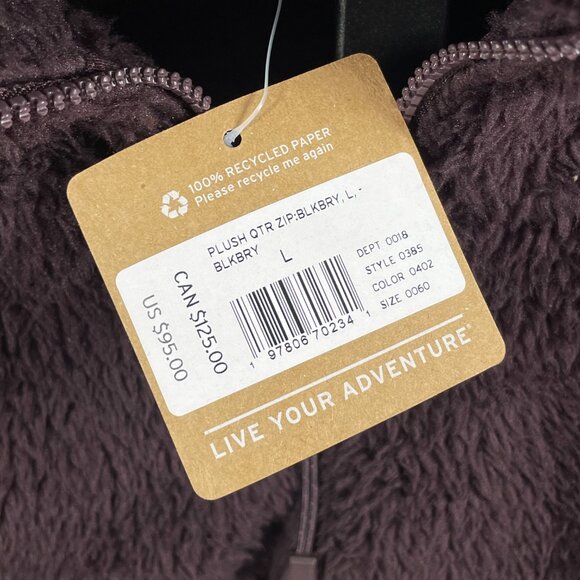 100% RECYCLED PAPER
Please recycle me again
PLUSH QTR ZIP:BLKBRY, L, -
BLKBRY L
DEPT 0018
STYLE 0385
COLOR 0402
SIZE 0060
CAN $125.00
US $95.00
1 97806 70234 1
LIVE YOUR ADVENTURE